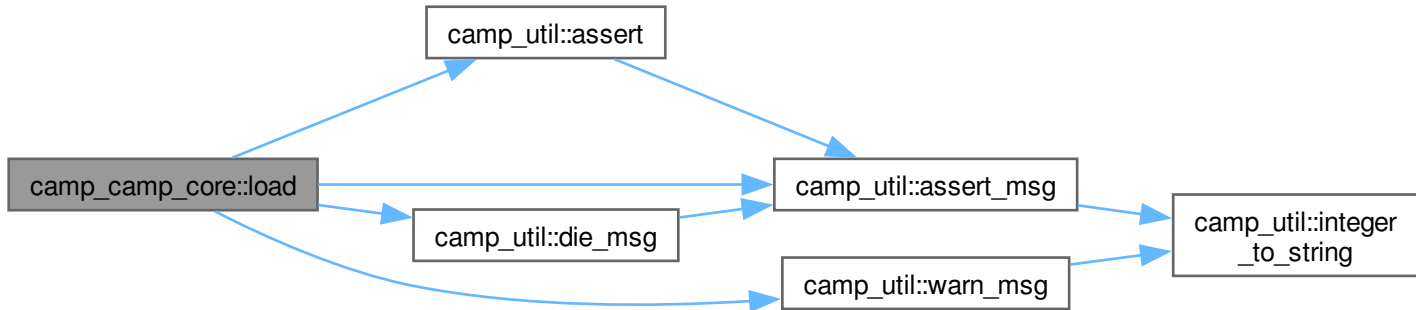 camp_util::assert
camp_camp_core::load
camp_util::assert_msg
camp_util::die_msg
camp_util::integer
_to_string
camp_util::warn_msg